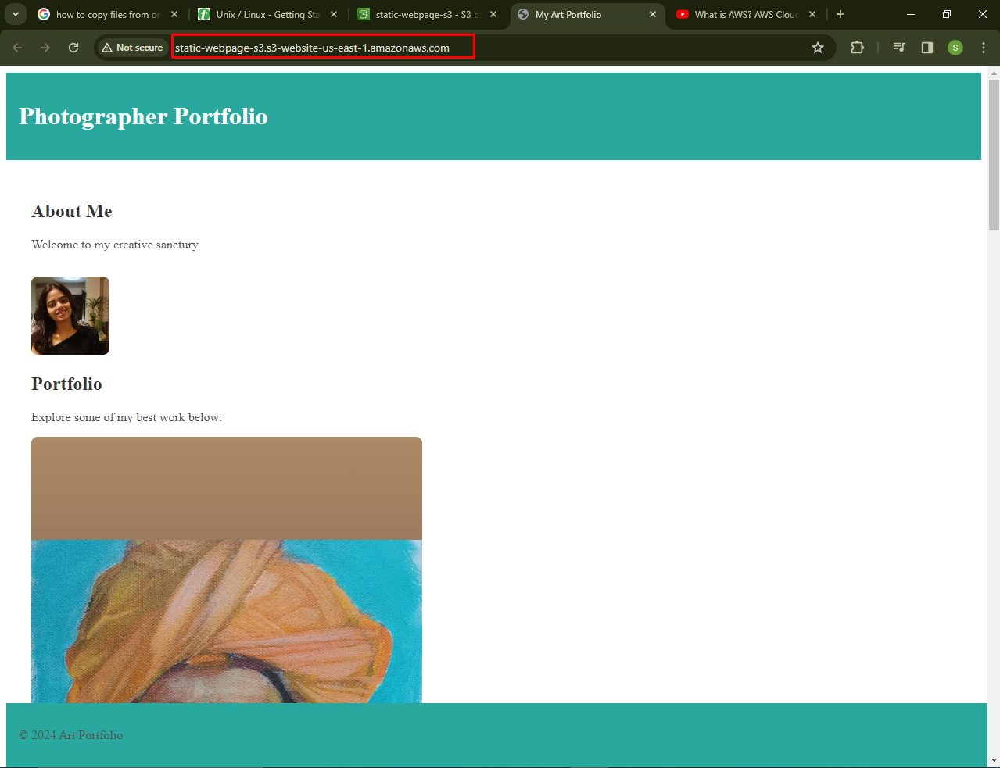 how to copy files from on
Unix / Linux - Getting Sta
static-webpage-s3 - S3 b
My Art Portfolio
What is AWS? AWS Clou
Not secure
static-webpage-s3.s3-website-us-east-1.amazonaws.com
S
Photographer Portfolio
About Me
Welcome to my creative sanctury
Portfolio
Explore some of my best work below:
© 2024 Art Portfolio